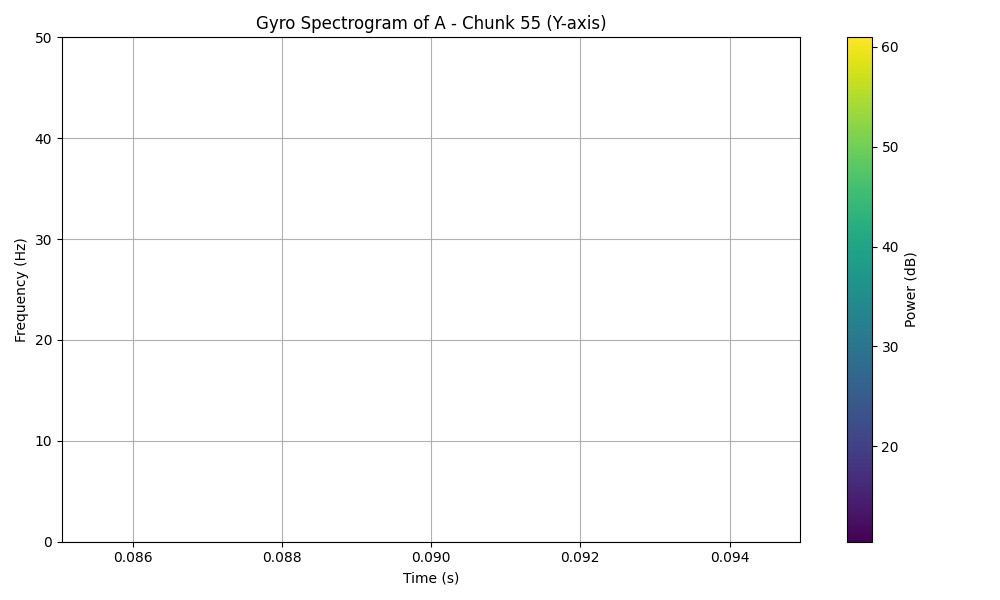 Gyro Spectrogram of A - Chunk 55 (Y-axis)
50
40
30
20
10
0
Frequency (Hz)
0.086 0.088 0.090 0.092 0.094
Time (s)
60
50
40
30
20
Power (dB)